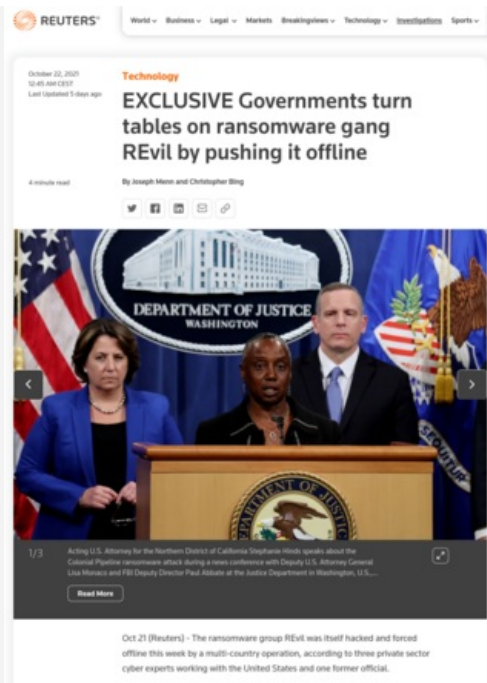 REUTERS®
World Business Legal Markets Breakingviews Technology Investigations Sports
October 22, 2021
12:45 AM CEST
Last Updated 5 days ago
Technology
EXCLUSIVE Governments turn
tables on ransomware gang
REvil by pushing it offline
4 minute read
By Joseph Menn and Christopher Bing
DEPARTMENT OF JUSTICE
WASHINGTON
1/3
Acting U.S. Attorney for the Northern District of California Stephanie Hinds speaks about the
Colonial Pipeline ransomware attack during a news conference with Deputy U.S. Attorney General
Lisa Monaco and FBI Deputy Director Paul Abbate at the Justice Department in Washington, U.S.,...
Read More
Oct 21 (Reuters) - The ransomware group REvil was itself hacked and forced
offline this week by a multi-country operation, according to three private sector
cyber experts working with the United States and one former official.